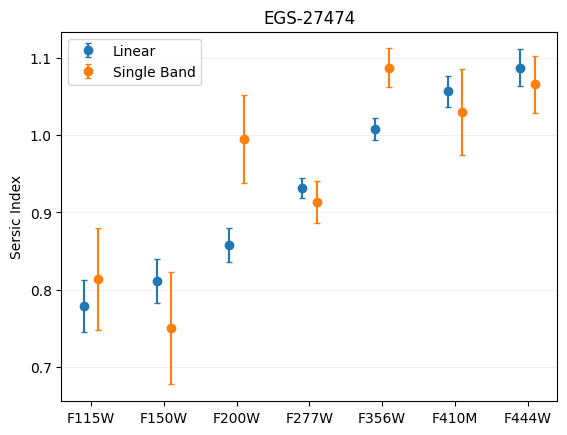 EGS-27474
Linear
Single Band
Sersic Index
1.1
1.0
0.9
0.8
0.7
F115W F150W F200W F277W F356W F410M F444W